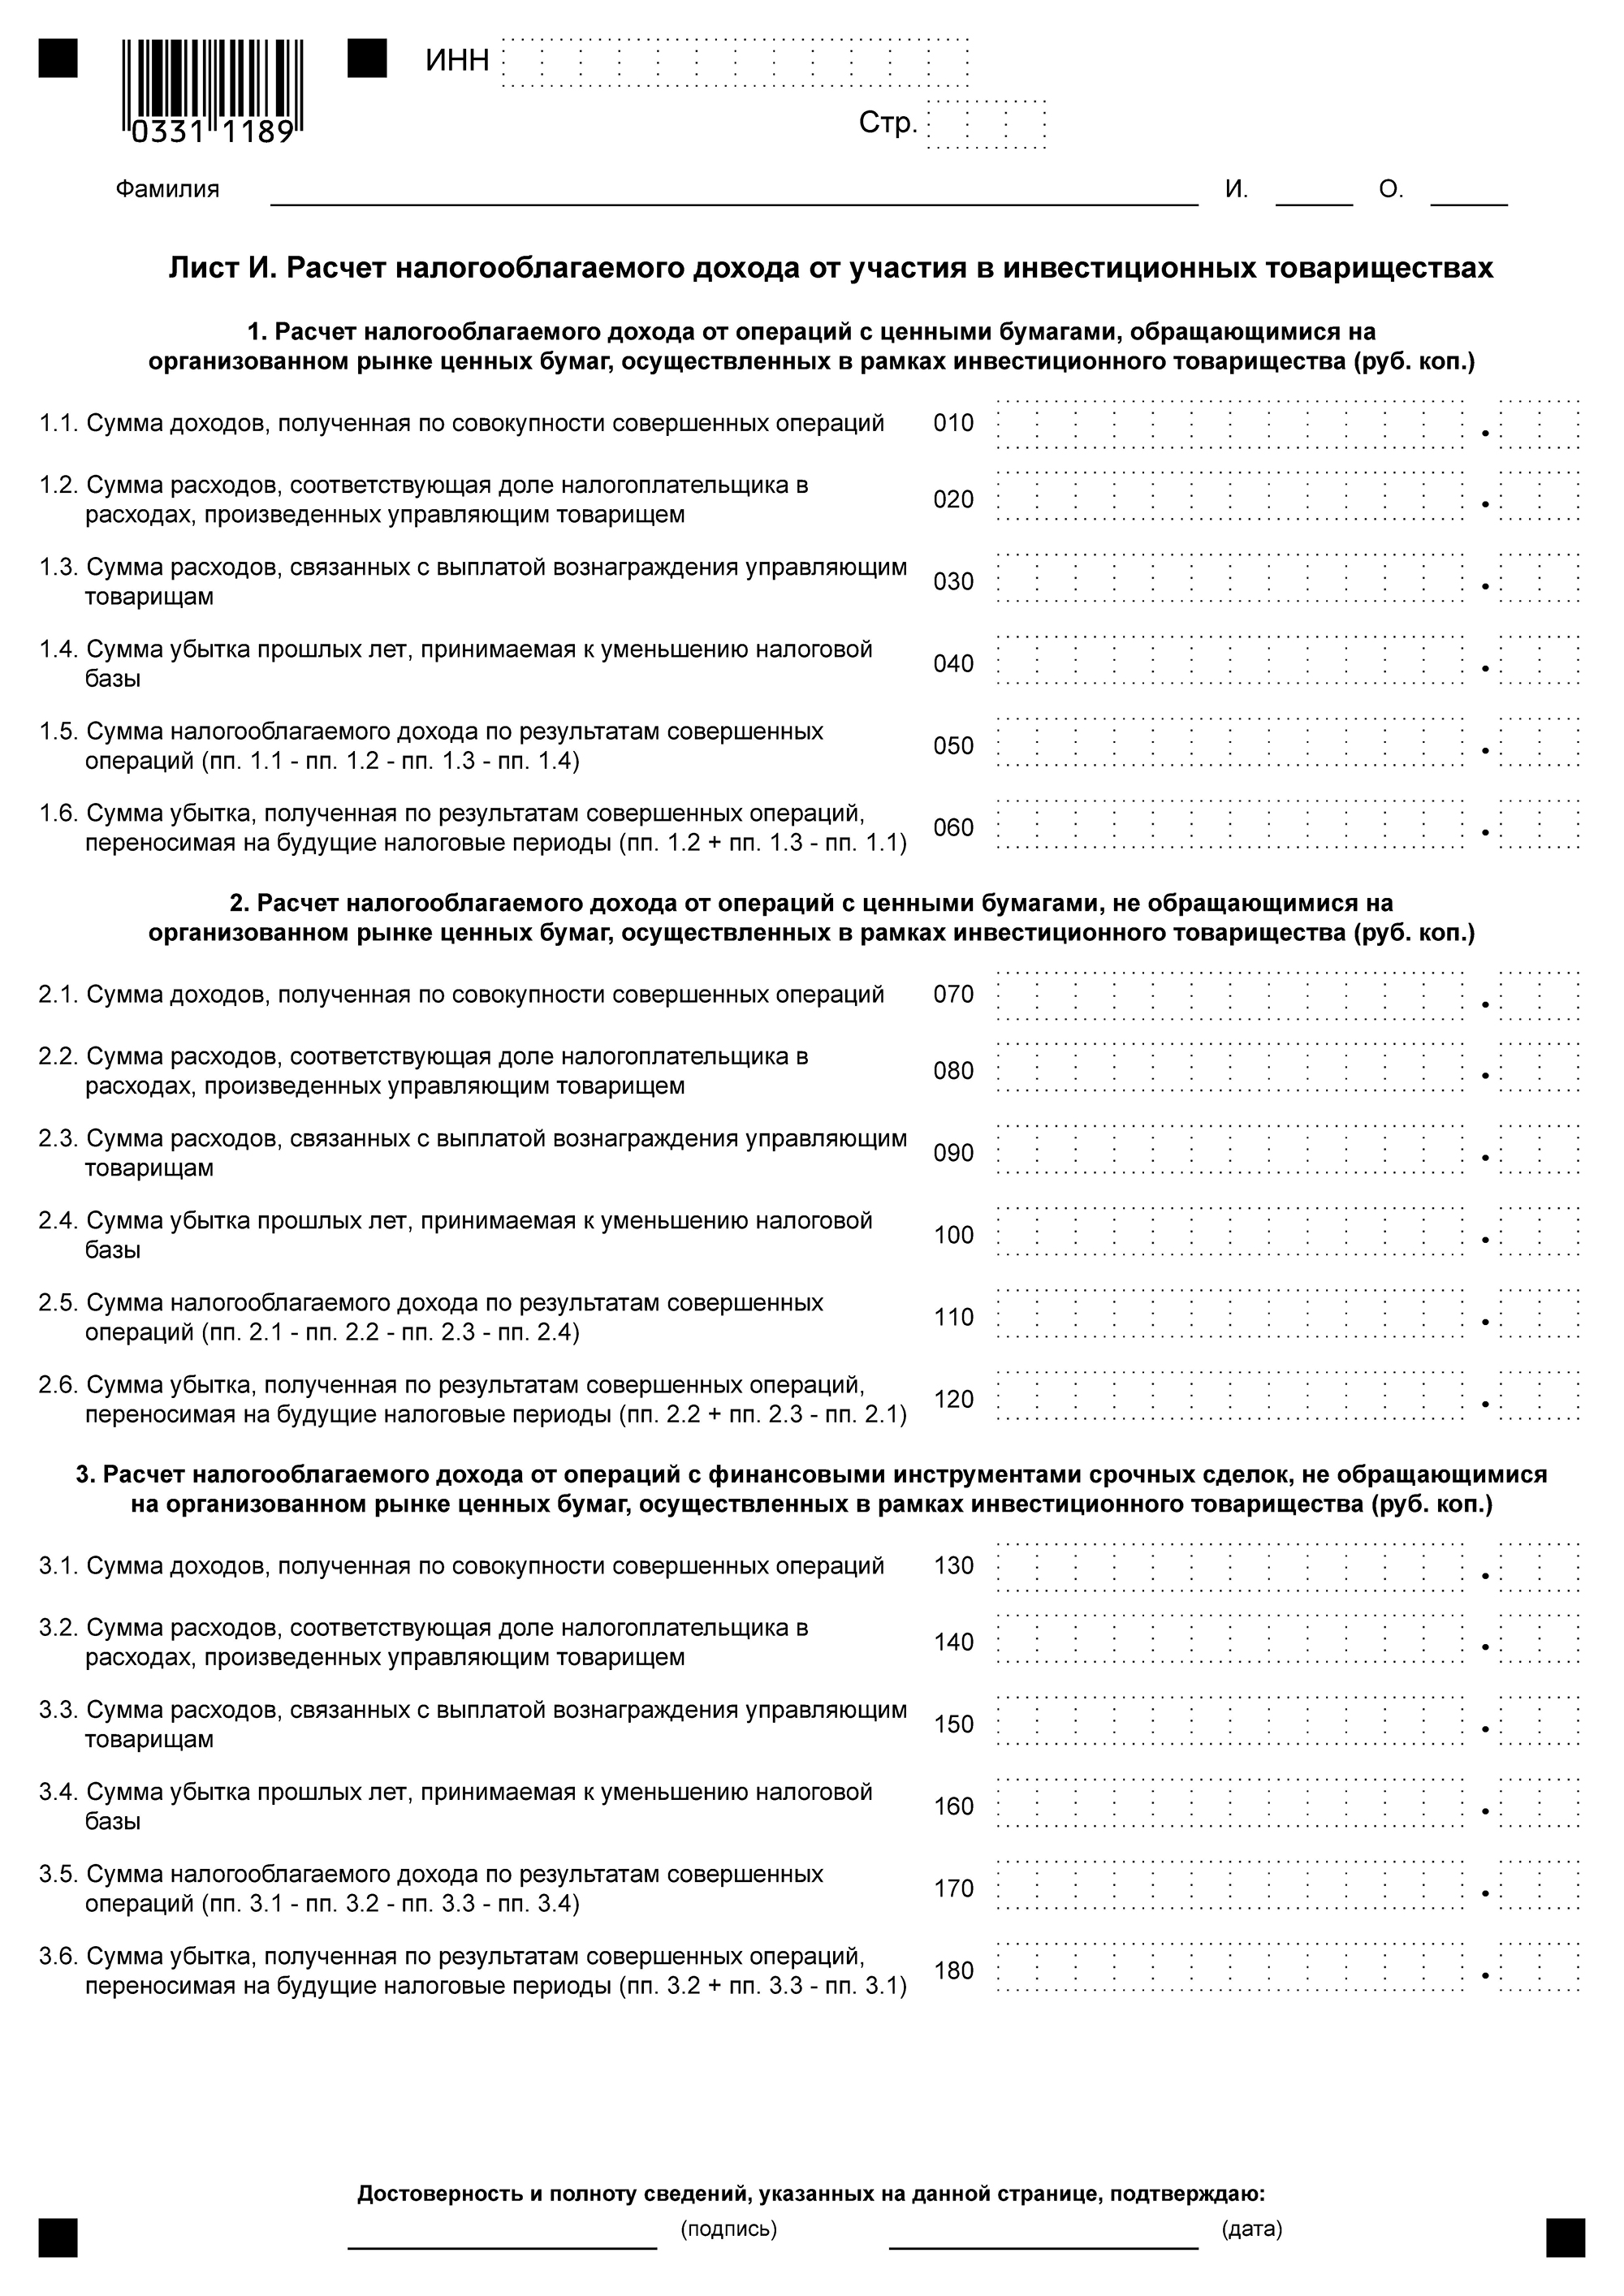 ИНН
0331 1189
Стр.
Фамилия И. О.
Лист И. Расчет налогооблагаемого дохода от участия в инвестиционных товариществах
1. Расчет налогооблагаемого дохода от операций с ценными бумагами, обращающимися на
организованном рынке ценных бумаг, осуществленных в рамках инвестиционного товарищества (руб. коп.)
1.1. Сумма доходов, полученная по совокупности совершенных операций 010 .
1.2. Сумма расходов, соответствующая доле налогоплательщика в
расходах, произведенных управляющим товарищем 020 .
1.3. Сумма расходов, связанных с выплатой вознаграждения управляющим
товарищам 030 .
1.4. Сумма убытка прошлых лет, принимаемая к уменьшению налоговой
базы 040 .
1.5. Сумма налогооблагаемого дохода по результатам совершенных
операций (пп. 1.1 - пп. 1.2 - пп. 1.3 - пп. 1.4) 050 .
1.6. Сумма убытка, полученная по результатам совершенных операций,
переносимая на будущие налоговые периоды (пп. 1.2 + пп. 1.3 - пп. 1.1) 060 .
2. Расчет налогооблагаемого дохода от операций с ценными бумагами, не обращающимися на
организованном рынке ценных бумаг, осуществленных в рамках инвестиционного товарищества (руб. коп.)
2.1. Сумма доходов, полученная по совокупности совершенных операций 070 .
2.2. Сумма расходов, соответствующая доле налогоплательщика в
расходах, произведенных управляющим товарищем 080 .
2.3. Сумма расходов, связанных с выплатой вознаграждения управляющим
товарищам 090 .
2.4. Сумма убытка прошлых лет, принимаемая к уменьшению налоговой
базы 100 .
2.5. Сумма налогооблагаемого дохода по результатам совершенных
операций (пп. 2.1 - пп. 2.2 - пп. 2.3 - пп. 2.4) 110 .
2.6. Сумма убытка, полученная по результатам совершенных операций,
переносимая на будущие налоговые периоды (пп. 2.2 + пп. 2.3 - пп. 2.1) 120 .
3. Расчет налогооблагаемого дохода от операций с финансовыми инструментами срочных сделок, не обращающимися
на организованном рынке ценных бумаг, осуществленных в рамках инвестиционного товарищества (руб. коп.)
3.1. Сумма доходов, полученная по совокупности совершенных операций 130 .
3.2. Сумма расходов, соответствующая доле налогоплательщика в
расходах, произведенных управляющим товарищем 140 .
3.3. Сумма расходов, связанных с выплатой вознаграждения управляющим
товарищам 150 .
3.4. Сумма убытка прошлых лет, принимаемая к уменьшению налоговой
базы 160 .
3.5. Сумма налогооблагаемого дохода по результатам совершенных
операций (пп. 3.1 - пп. 3.2 - пп. 3.3 - пп. 3.4) 170 .
3.6. Сумма убытка, полученная по результатам совершенных операций,
переносимая на будущие налоговые периоды (пп. 3.2 + пп. 3.3 - пп. 3.1) 180 .
Достоверность и полноту сведений, указанных на данной странице, подтверждаю:
(подпись) (дата)